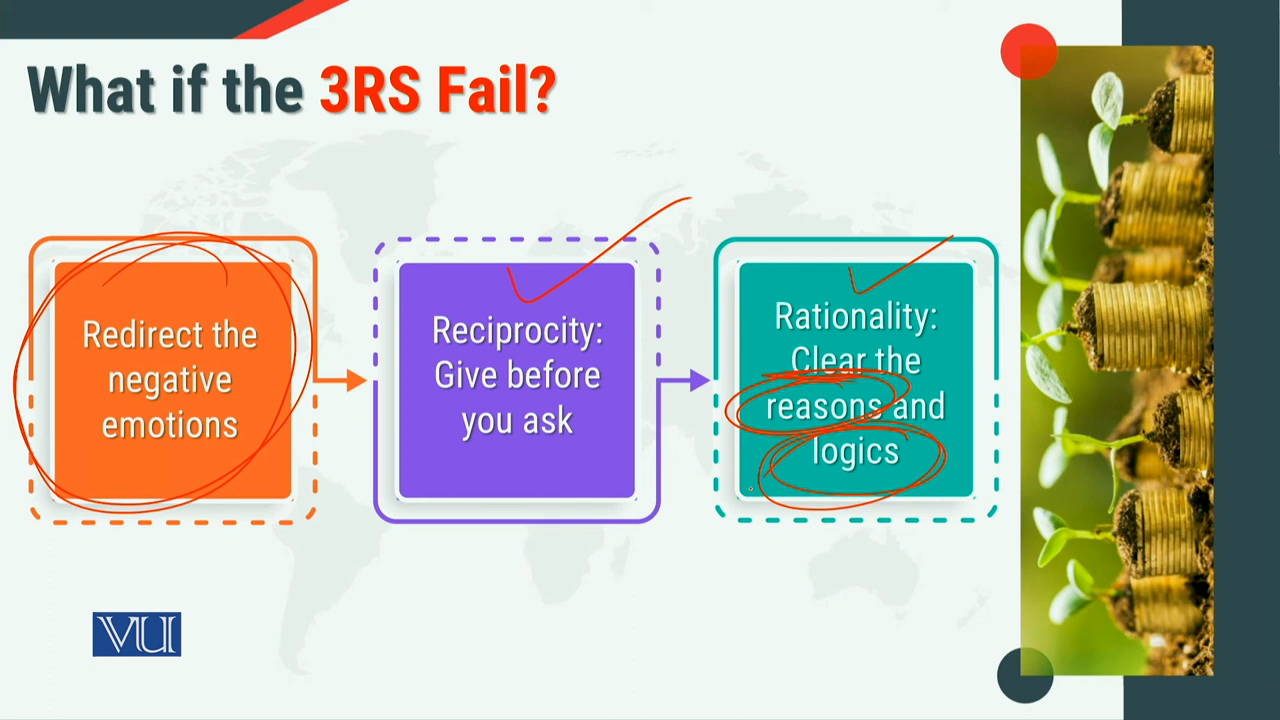 What if the 3RS Fail?
Redirect the
negative
emotions
Reciprocity:
Give before
you ask
Rationality:
Clear the
reasons and
logics
VU